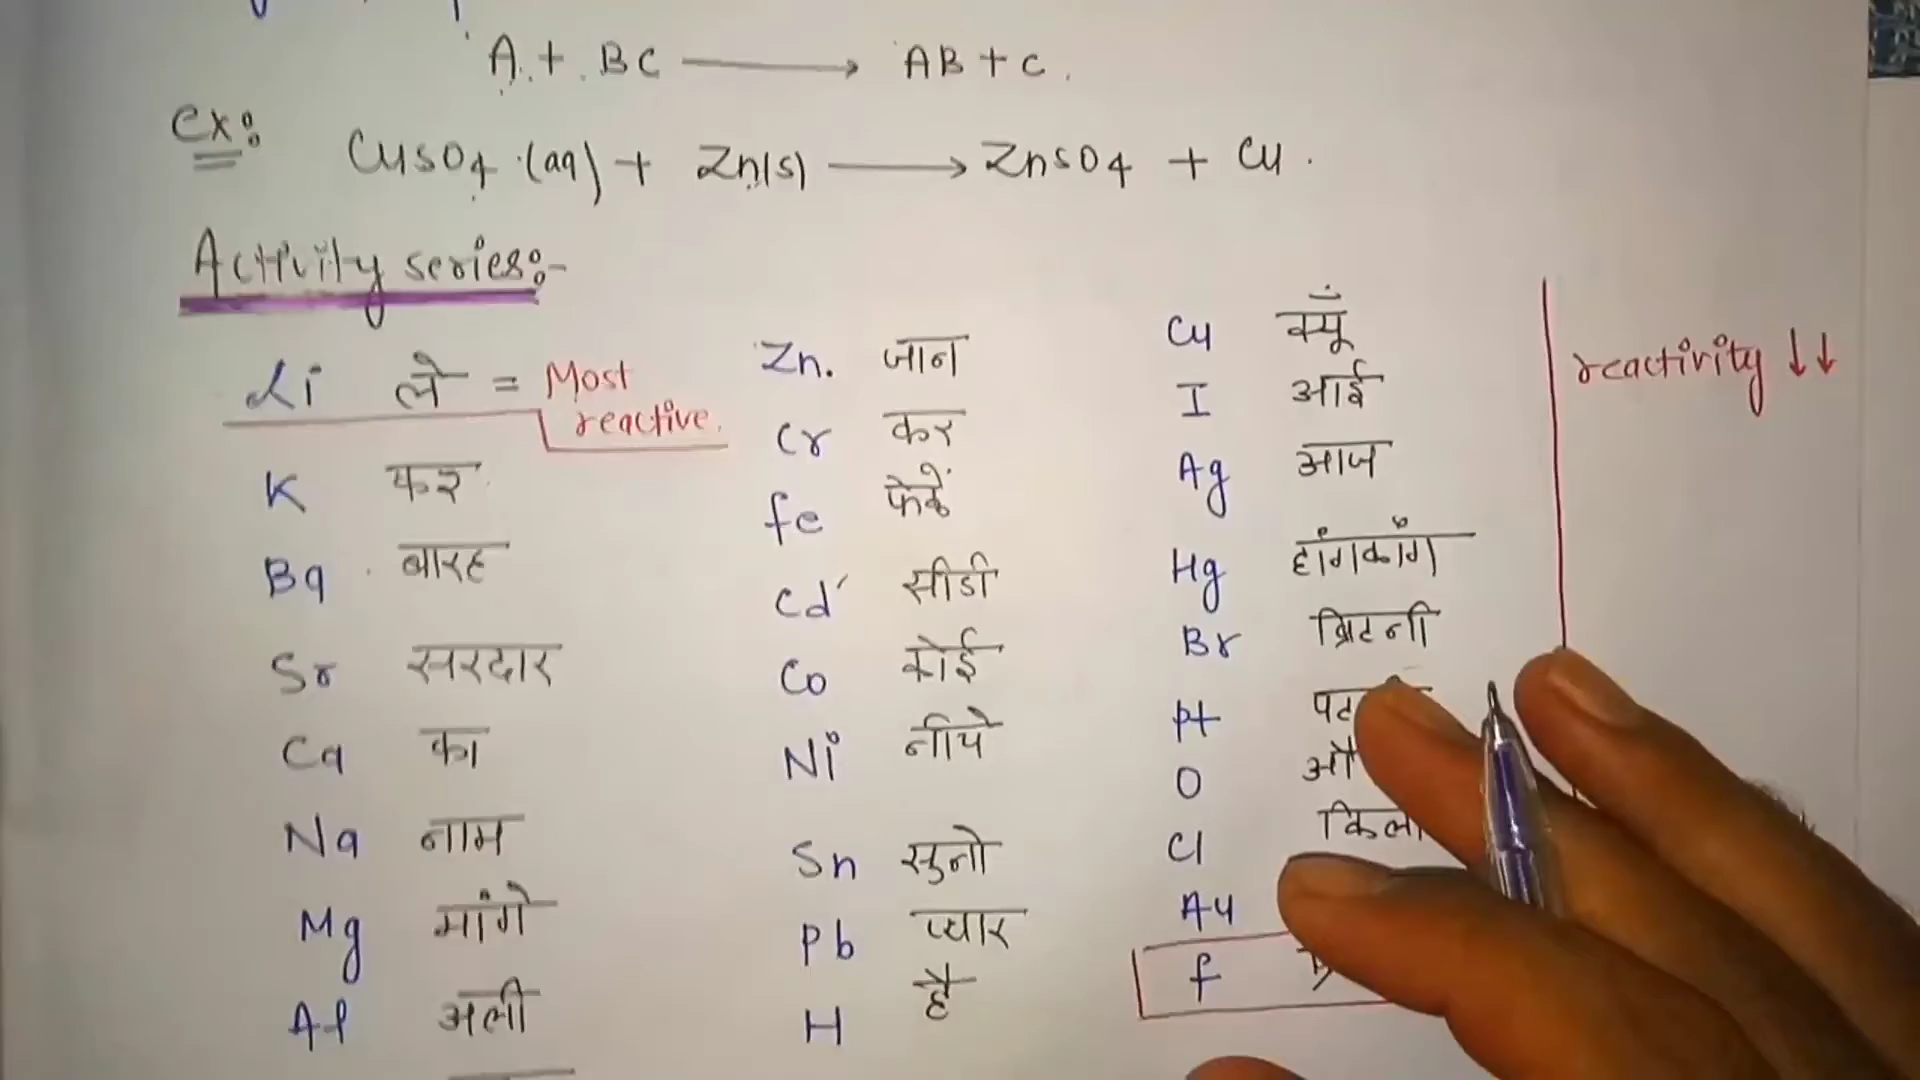 A + BC ⟶ AB + C.
Ex: CuSO4 (aq) + Zn(s) ⟶ ZnSO4 + Cu.
Activity series:-
Li ले = Most reactive.
K कर
Ba बारह
Sr सरदार
Ca का
Na नाम
Mg मांगे
Al अली
Zn. जान
Cr कर
fe फेकें
Cd सीडी
Co कोई
Ni नीचे
Sn सुनो
Pb प्यार
H है
Cu क्यूँ
I आई
Ag आज
Hg हांगकांग
Br ब्रिटनी
Pt
O
Cl
Au
f
reactivity ↓↓